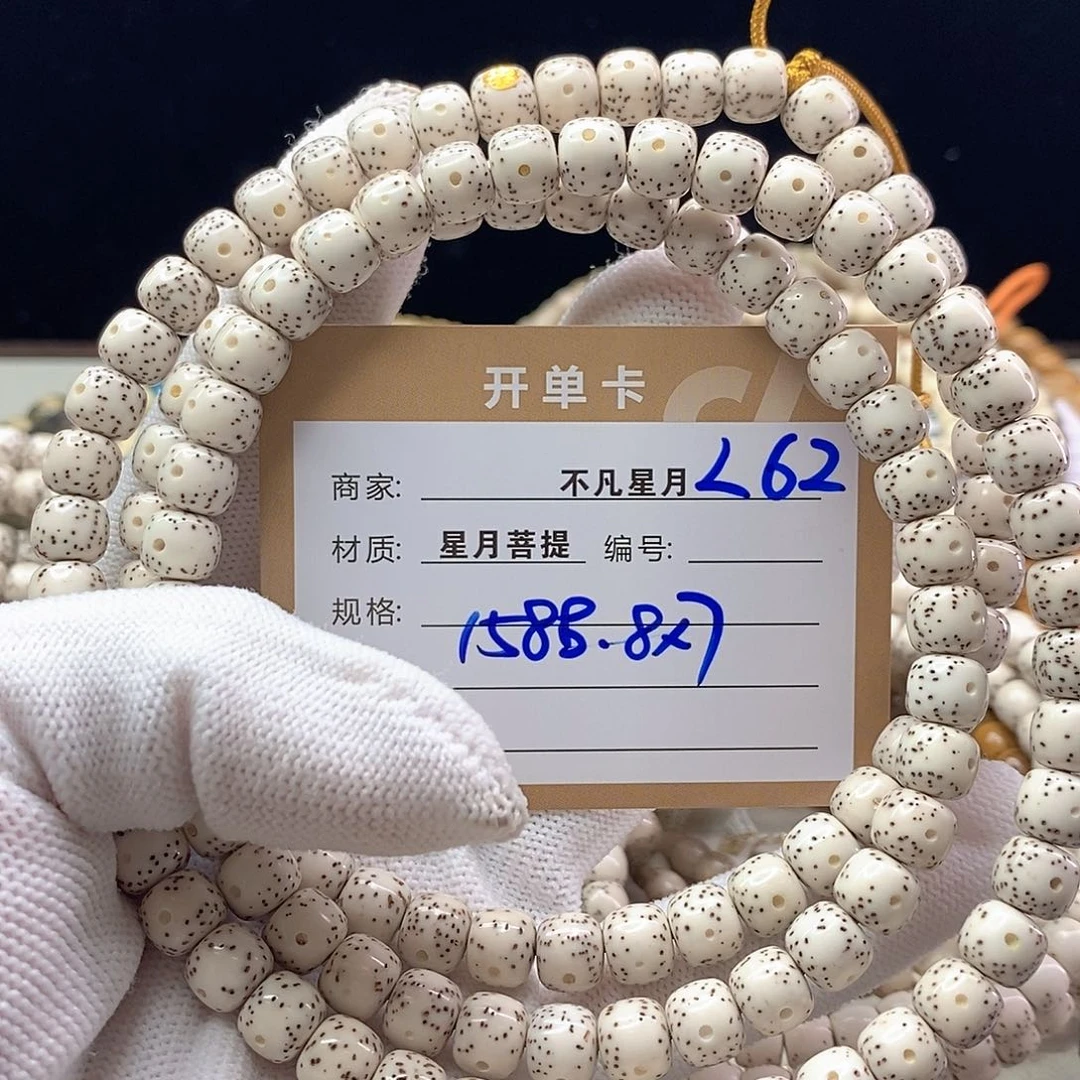 开单卡
商家: 不凡星月 L62
材质: 星月菩提 编号:
规格: 158B.8x7